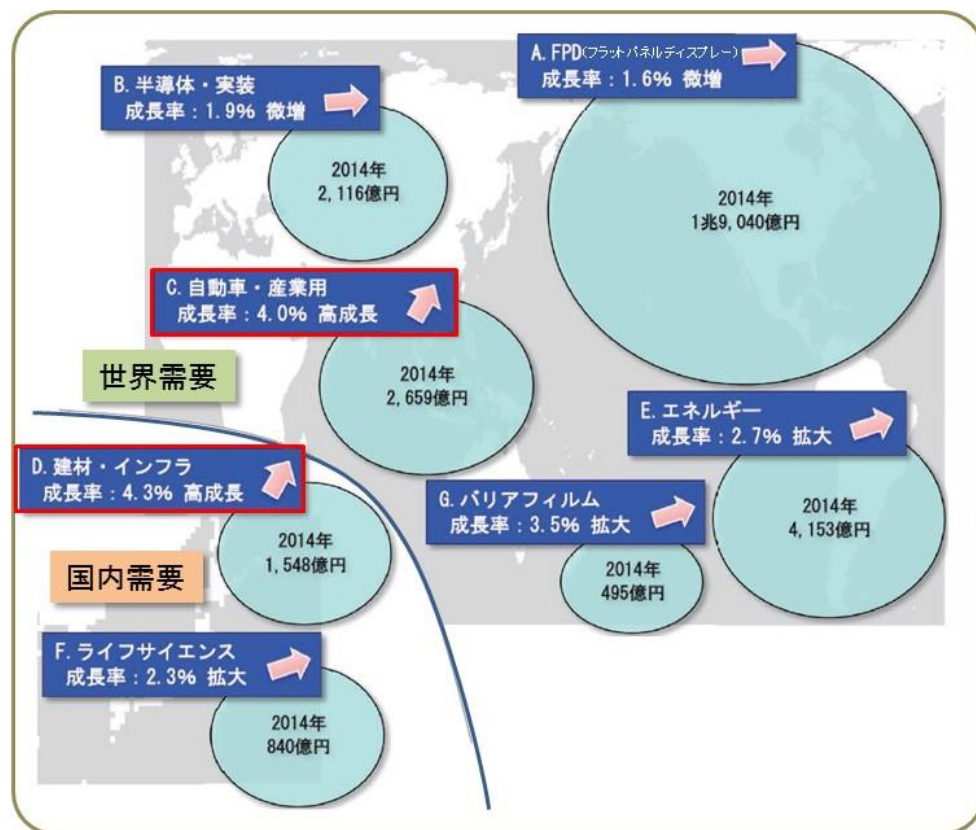 A. FPD(フラットパネルディスプレー)
成長率：1.6% 微増
2014年
1兆9,040億円
B. 半導体・実装
成長率：1.9% 微増
2014年
2,116億円
C. 自動車・産業用
成長率：4.0% 高成長
2014年
2,659億円
世界需要
E. エネルギー
成長率：2.7% 拡大
2014年
4,153億円
G. バリアフィルム
成長率：3.5% 拡大
2014年
495億円
D. 建材・インフラ
成長率：4.3% 高成長
2014年
1,548億円
国内需要
F. ライフサイエンス
成長率：2.3% 拡大
2014年
840億円